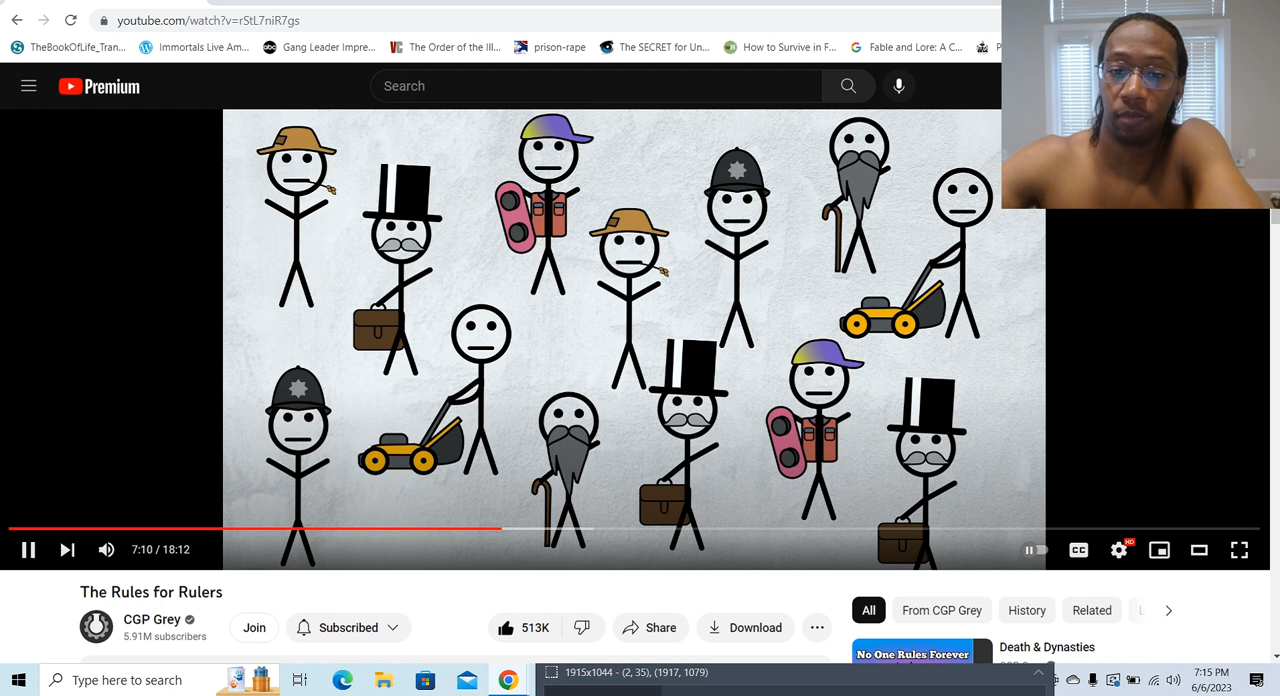 youtube.com/watch?v=rStL7niR7gs
TheBookOfLife_Tran... Immortals Live Am... abc Gang Leader Impre... The Order of the Ill... prison-rape The SECRET for Un... How to Survive in F... Fable and Lore: A C...
Premium
Search
7:10 / 18:12
CC
HD
The Rules for Rulers
CGP Grey
5.91M subscribers
Join
Subscribed
513K
Share
Download
All
From CGP Grey
History
Related
No One Rules Forever
Death & Dynasties
Type here to search
1915x1044 - (2, 35), (1917, 1079)
7:15 PM
6/6/2023